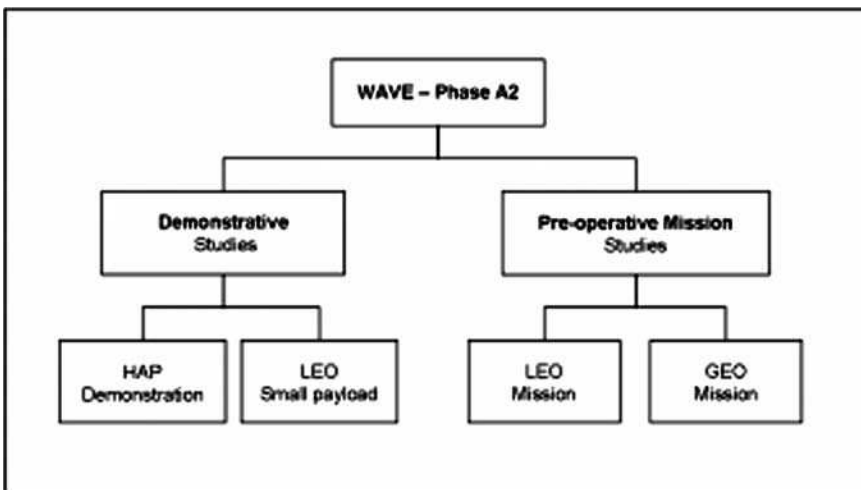 WAVE – Phase A2
Demonstrative
Studies
Pre-operative Mission
Studies
HAP
Demonstration
LEO
Small payload
LEO
Mission
GEO
Mission